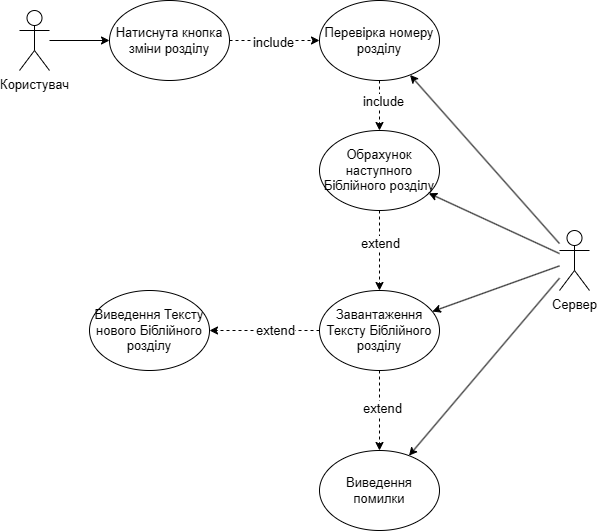 Користувач
Натиснута кнопка
зміни розділу
include
Перевірка номеру
розділу
include
Обрахунок
наступного
Біблійного розділу
extend
Сервер
Завантаження
Тексту Біблійного
розділу
extend
Виведення Тексту
нового Біблійного
розділу
extend
Виведення
помилки